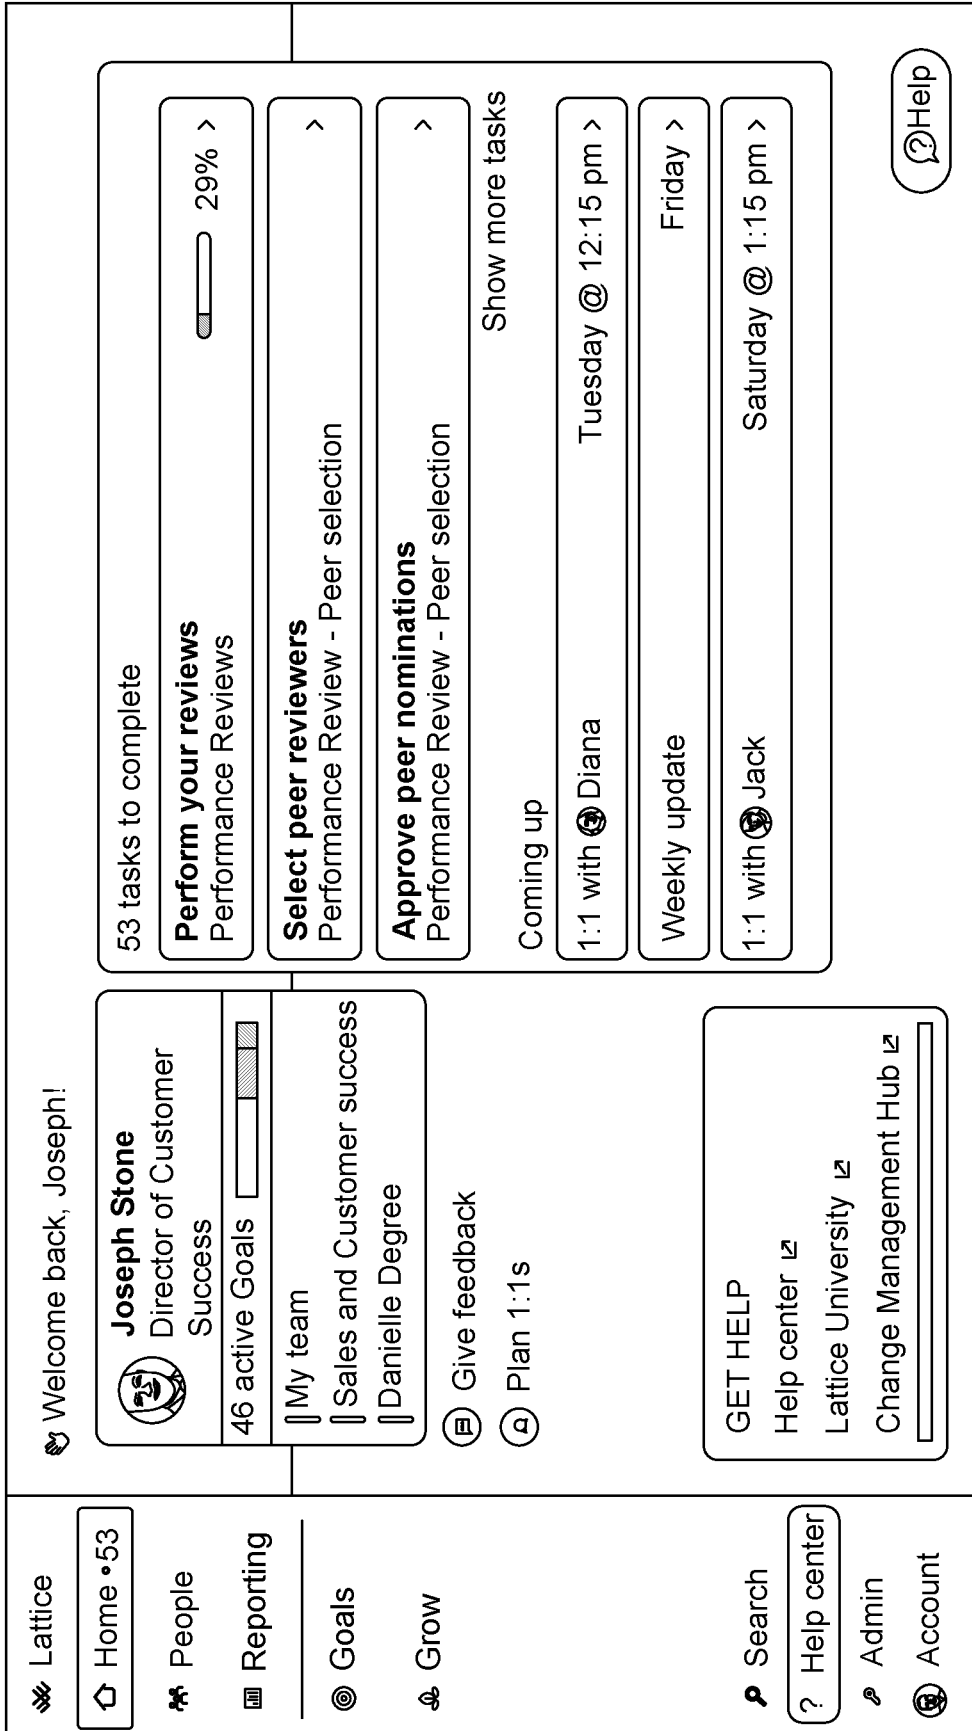 Lattice
Home •53
People
Reporting
Goals
Grow
Search
? Help center
Admin
Account
Welcome back, Joseph!
Joseph Stone
Director of Customer
Success
46 active Goals
My team
Sales and Customer success
Danielle Degree
Give feedback
Plan 1:1s
GET HELP
Help center
Lattice University
Change Management Hub
53 tasks to complete
Perform your reviews
Performance Reviews
29% >
Select peer reviewers
Performance Review - Peer selection
>
Approve peer nominations
Performance Review - Peer selection
>
Show more tasks
Coming up
1:1 with Diana Tuesday @ 12:15 pm >
Weekly update Friday >
1:1 with Jack Saturday @ 1:15 pm >
?Help